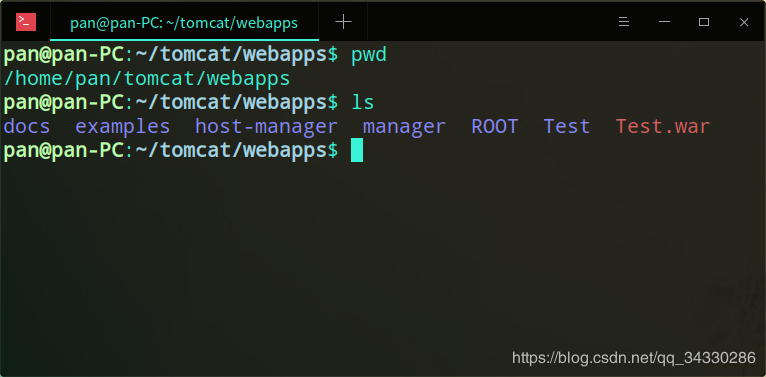 pan@pan-PC: ~/tomcat/webapps
pan@pan-PC:~/tomcat/webapps$ pwd
/home/pan/tomcat/webapps
pan@pan-PC:~/tomcat/webapps$ ls
docs  examples  host-manager  manager  ROOT  Test  Test.war
pan@pan-PC:~/tomcat/webapps$
https://blog.csdn.net/qq_34330286